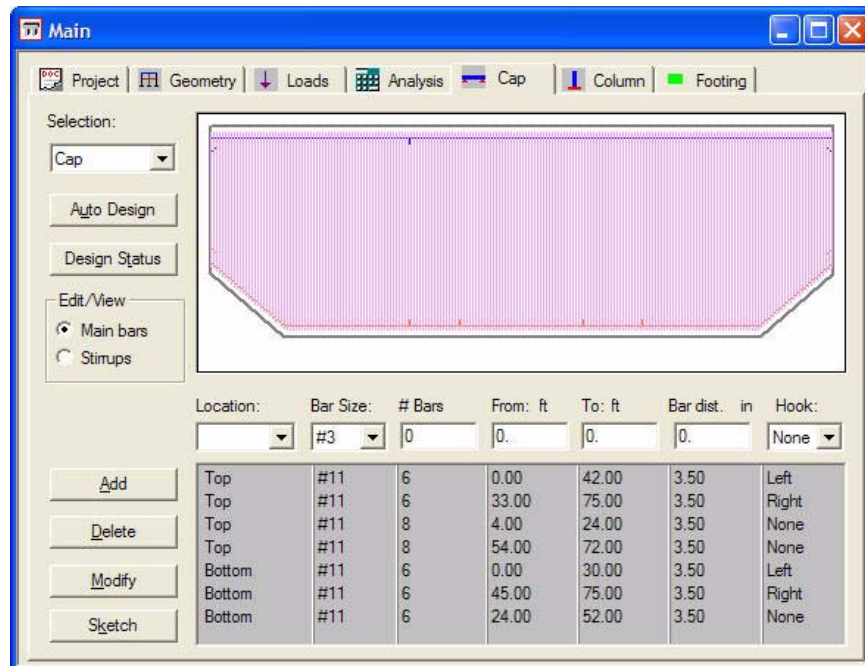 Main
Project Geometry Loads Analysis Cap Column Footing
Selection:
Cap
Auto Design
Design Status
Edit/View
Main bars
Stirrups
Location: Bar Size: # Bars From: ft To: ft Bar dist. in Hook:
#3 0 0. 0. 0. None
Add
Delete
Modify
Sketch
Top #11 6 0.00 42.00 3.50 Left
Top #11 6 33.00 75.00 3.50 Right
Top #11 8 4.00 24.00 3.50 None
Top #11 8 54.00 72.00 3.50 None
Bottom #11 6 0.00 30.00 3.50 Left
Bottom #11 6 45.00 75.00 3.50 Right
Bottom #11 6 24.00 52.00 3.50 None